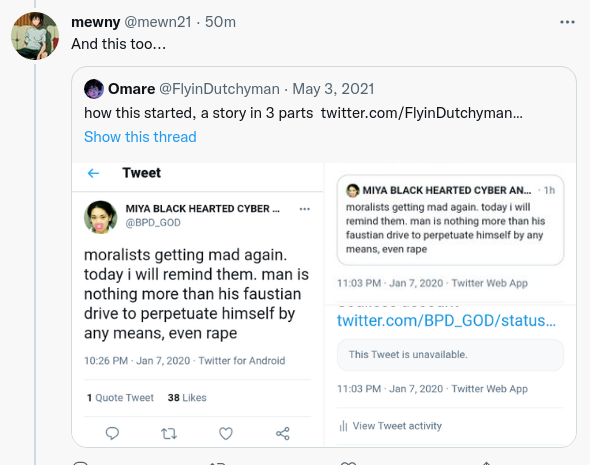 mewny @mewn21 · 50m
And this too...
Omare @FlyinDutchyman · May 3, 2021
how this started, a story in 3 parts twitter.com/FlyinDutchyman...
Show this thread
Tweet
MIYA BLACK HEARTED CYBER ...
@BPD_GOD
moralists getting mad again.
today i will remind them. man is
nothing more than his faustian
drive to perpetuate himself by
any means, even rape
10:26 PM · Jan 7, 2020 · Twitter for Android
1 Quote Tweet 38 Likes
MIYA BLACK HEARTED CYBER AN... · 1h
moralists getting mad again. today i will
remind them. man is nothing more than his
faustian drive to perpetuate himself by any
means, even rape
11:03 PM · Jan 7, 2020 · Twitter Web App
twitter.com/BPD_GOD/status...
This Tweet is unavailable.
11:03 PM · Jan 7, 2020 · Twitter Web App
View Tweet activity